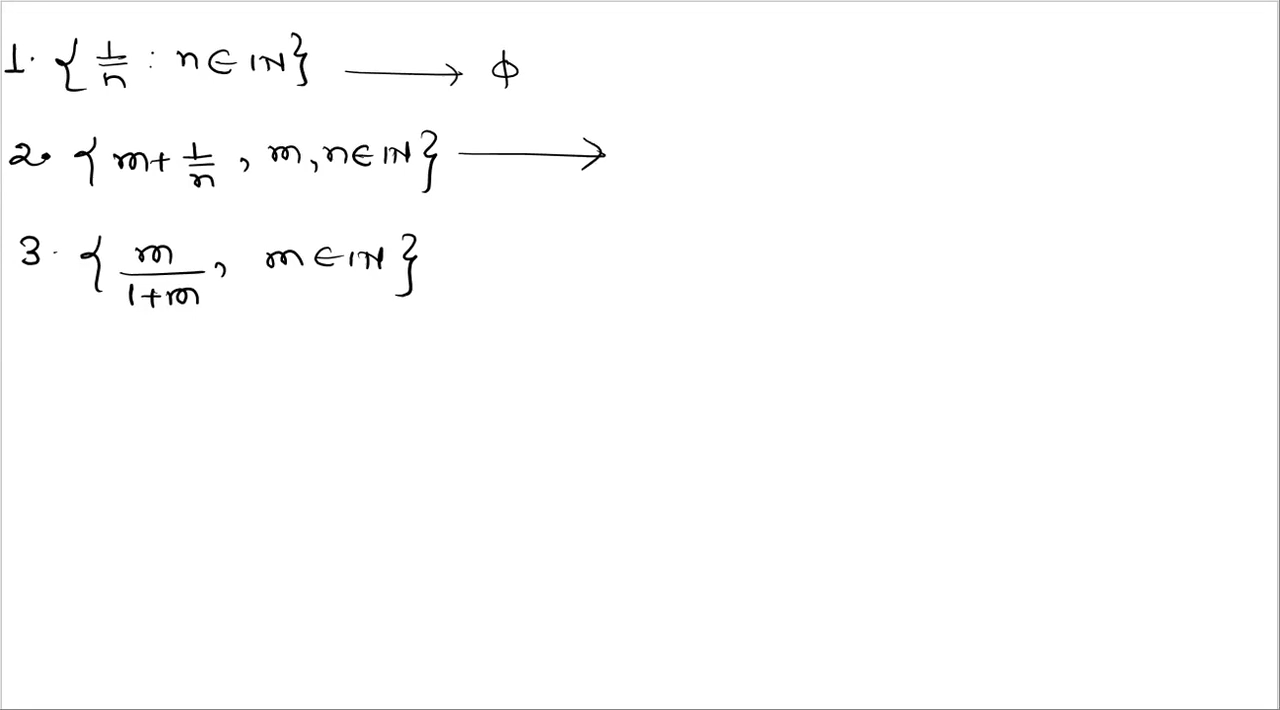 1. { 1/n : n ∈ ℕ } ⟶ ϕ
2. { m + 1/n , m, n ∈ ℕ } ⟶
3. { m/(1+m) , m ∈ ℕ }